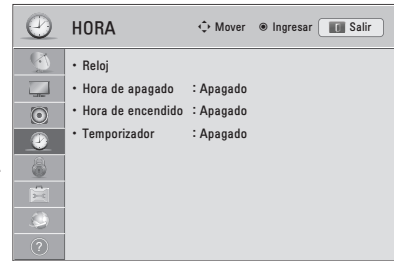 HORA
Mover Ingresar Salir
• Reloj
• Hora de apagado : Apagado
• Hora de encendido : Apagado
• Temporizador : Apagado
?